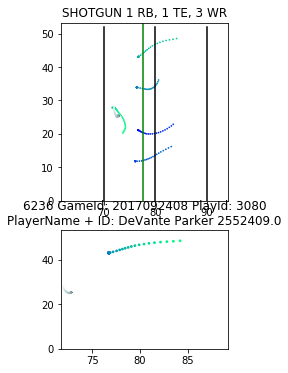 SHOTGUN 1 RB, 1 TE, 3 WR
50
40
30
20
10
0
70 80 90
6236 GameId: 2017092408 PlayId: 3080
PlayerName + ID: DeVante Parker 2552409.0
40
20
0
75 80 85